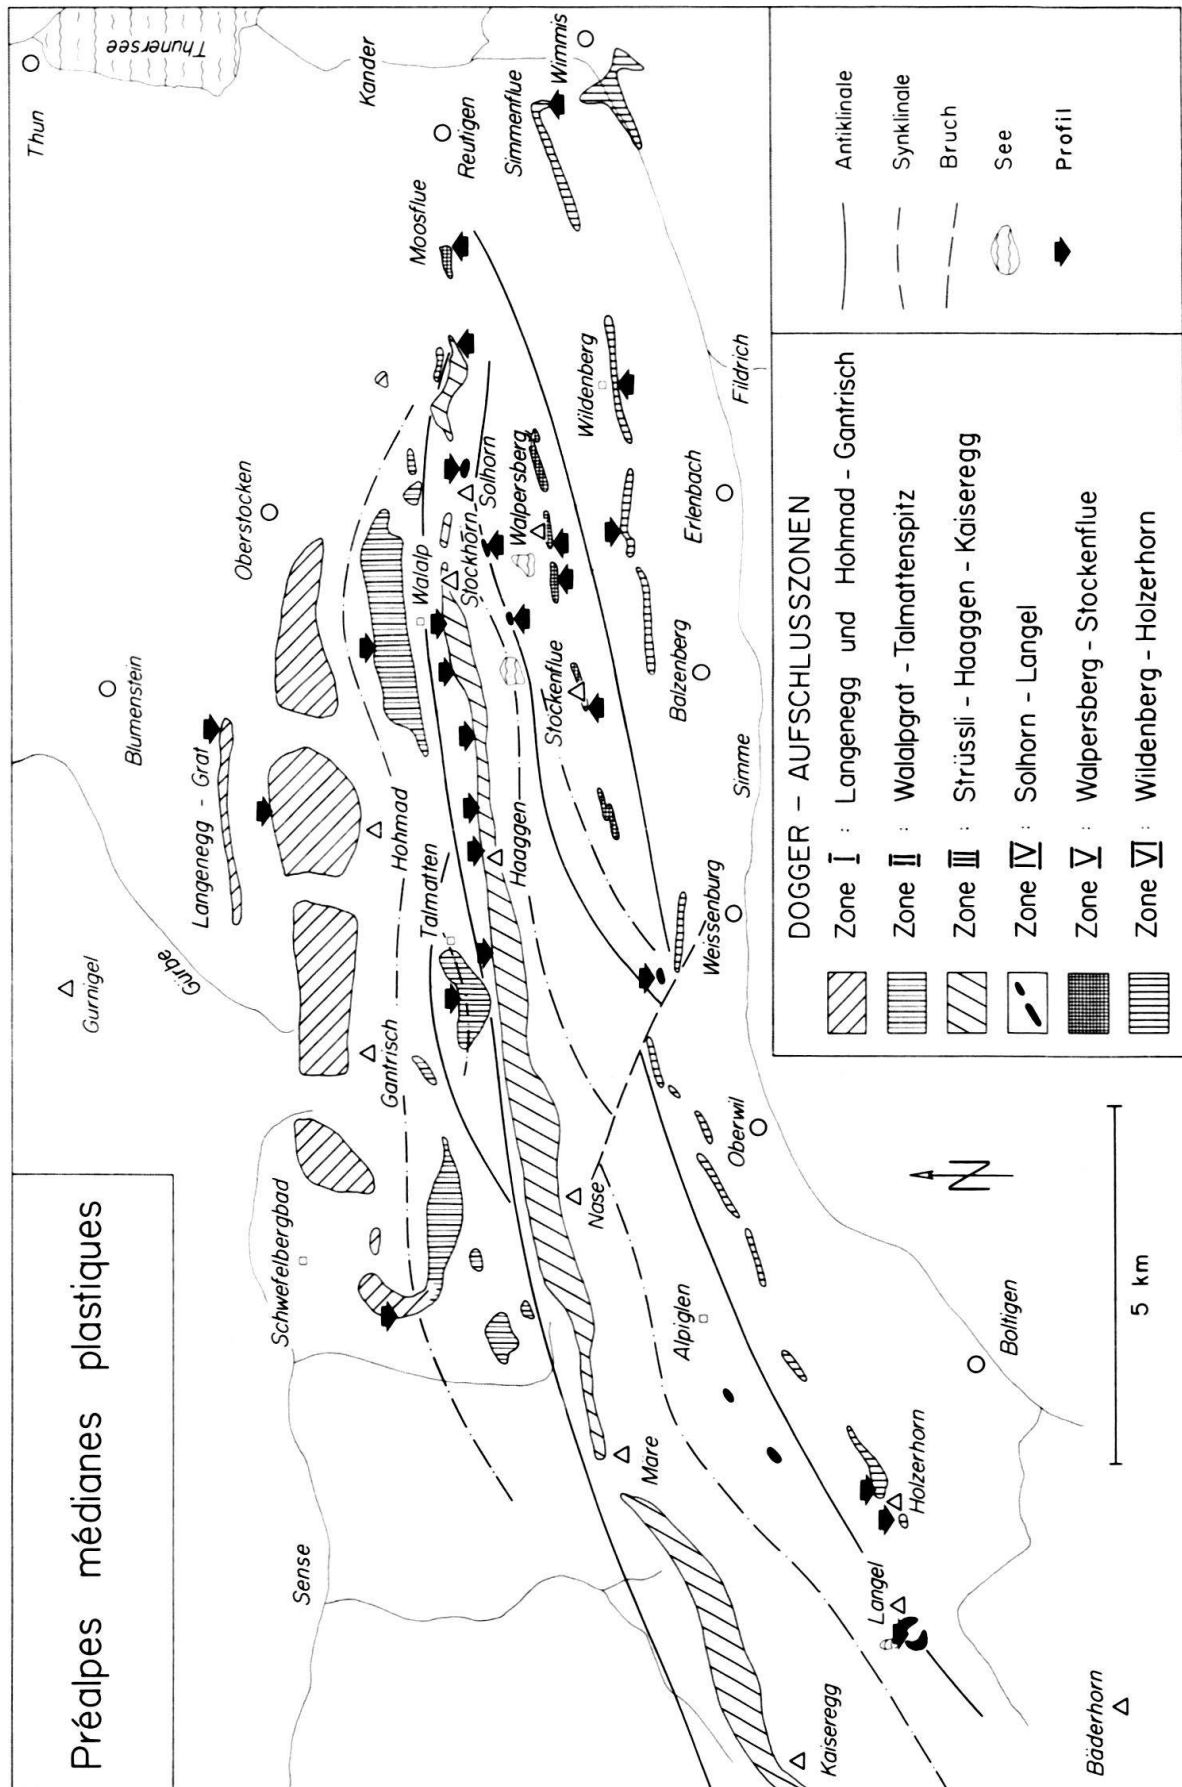 Préalpes médianes plastiques
Thun
Thunersee
Kander
Wimmis
Reutigen
Simmenflue
Moosflue
Oberstocken
Blumenstein
Gurnigel
Gürbe
Langenegg - Grat
Hohmad
Gantrisch
Schwefelbergbad
Sense
Walalp
Stockhorn
Solhorn
Walpersberg
Wildenberg
Talmatten
Haaggen
Stockenflue
Nase
Märe
Kaiseregg
Alpiglen
Weissenburg
Balzenberg
Erlenbach
Fildrich
Simme
Oberwil
Boltigen
Holzerhorn
Langel
Bäderhorn
N
5 km
DOGGER – AUFSCHLUSSZONEN
Zone I : Langenegg und Hohmad - Gantrisch
Zone II : Walalpgrat - Talmattenspitz
Zone III : Strüssli - Haaggen - Kaiseregg
Zone IV : Solhorn - Langel
Zone V : Walpersberg - Stockenflue
Zone VI : Wildenberg - Holzerhorn
Antiklinale
Synklinale
Bruch
See
Profil